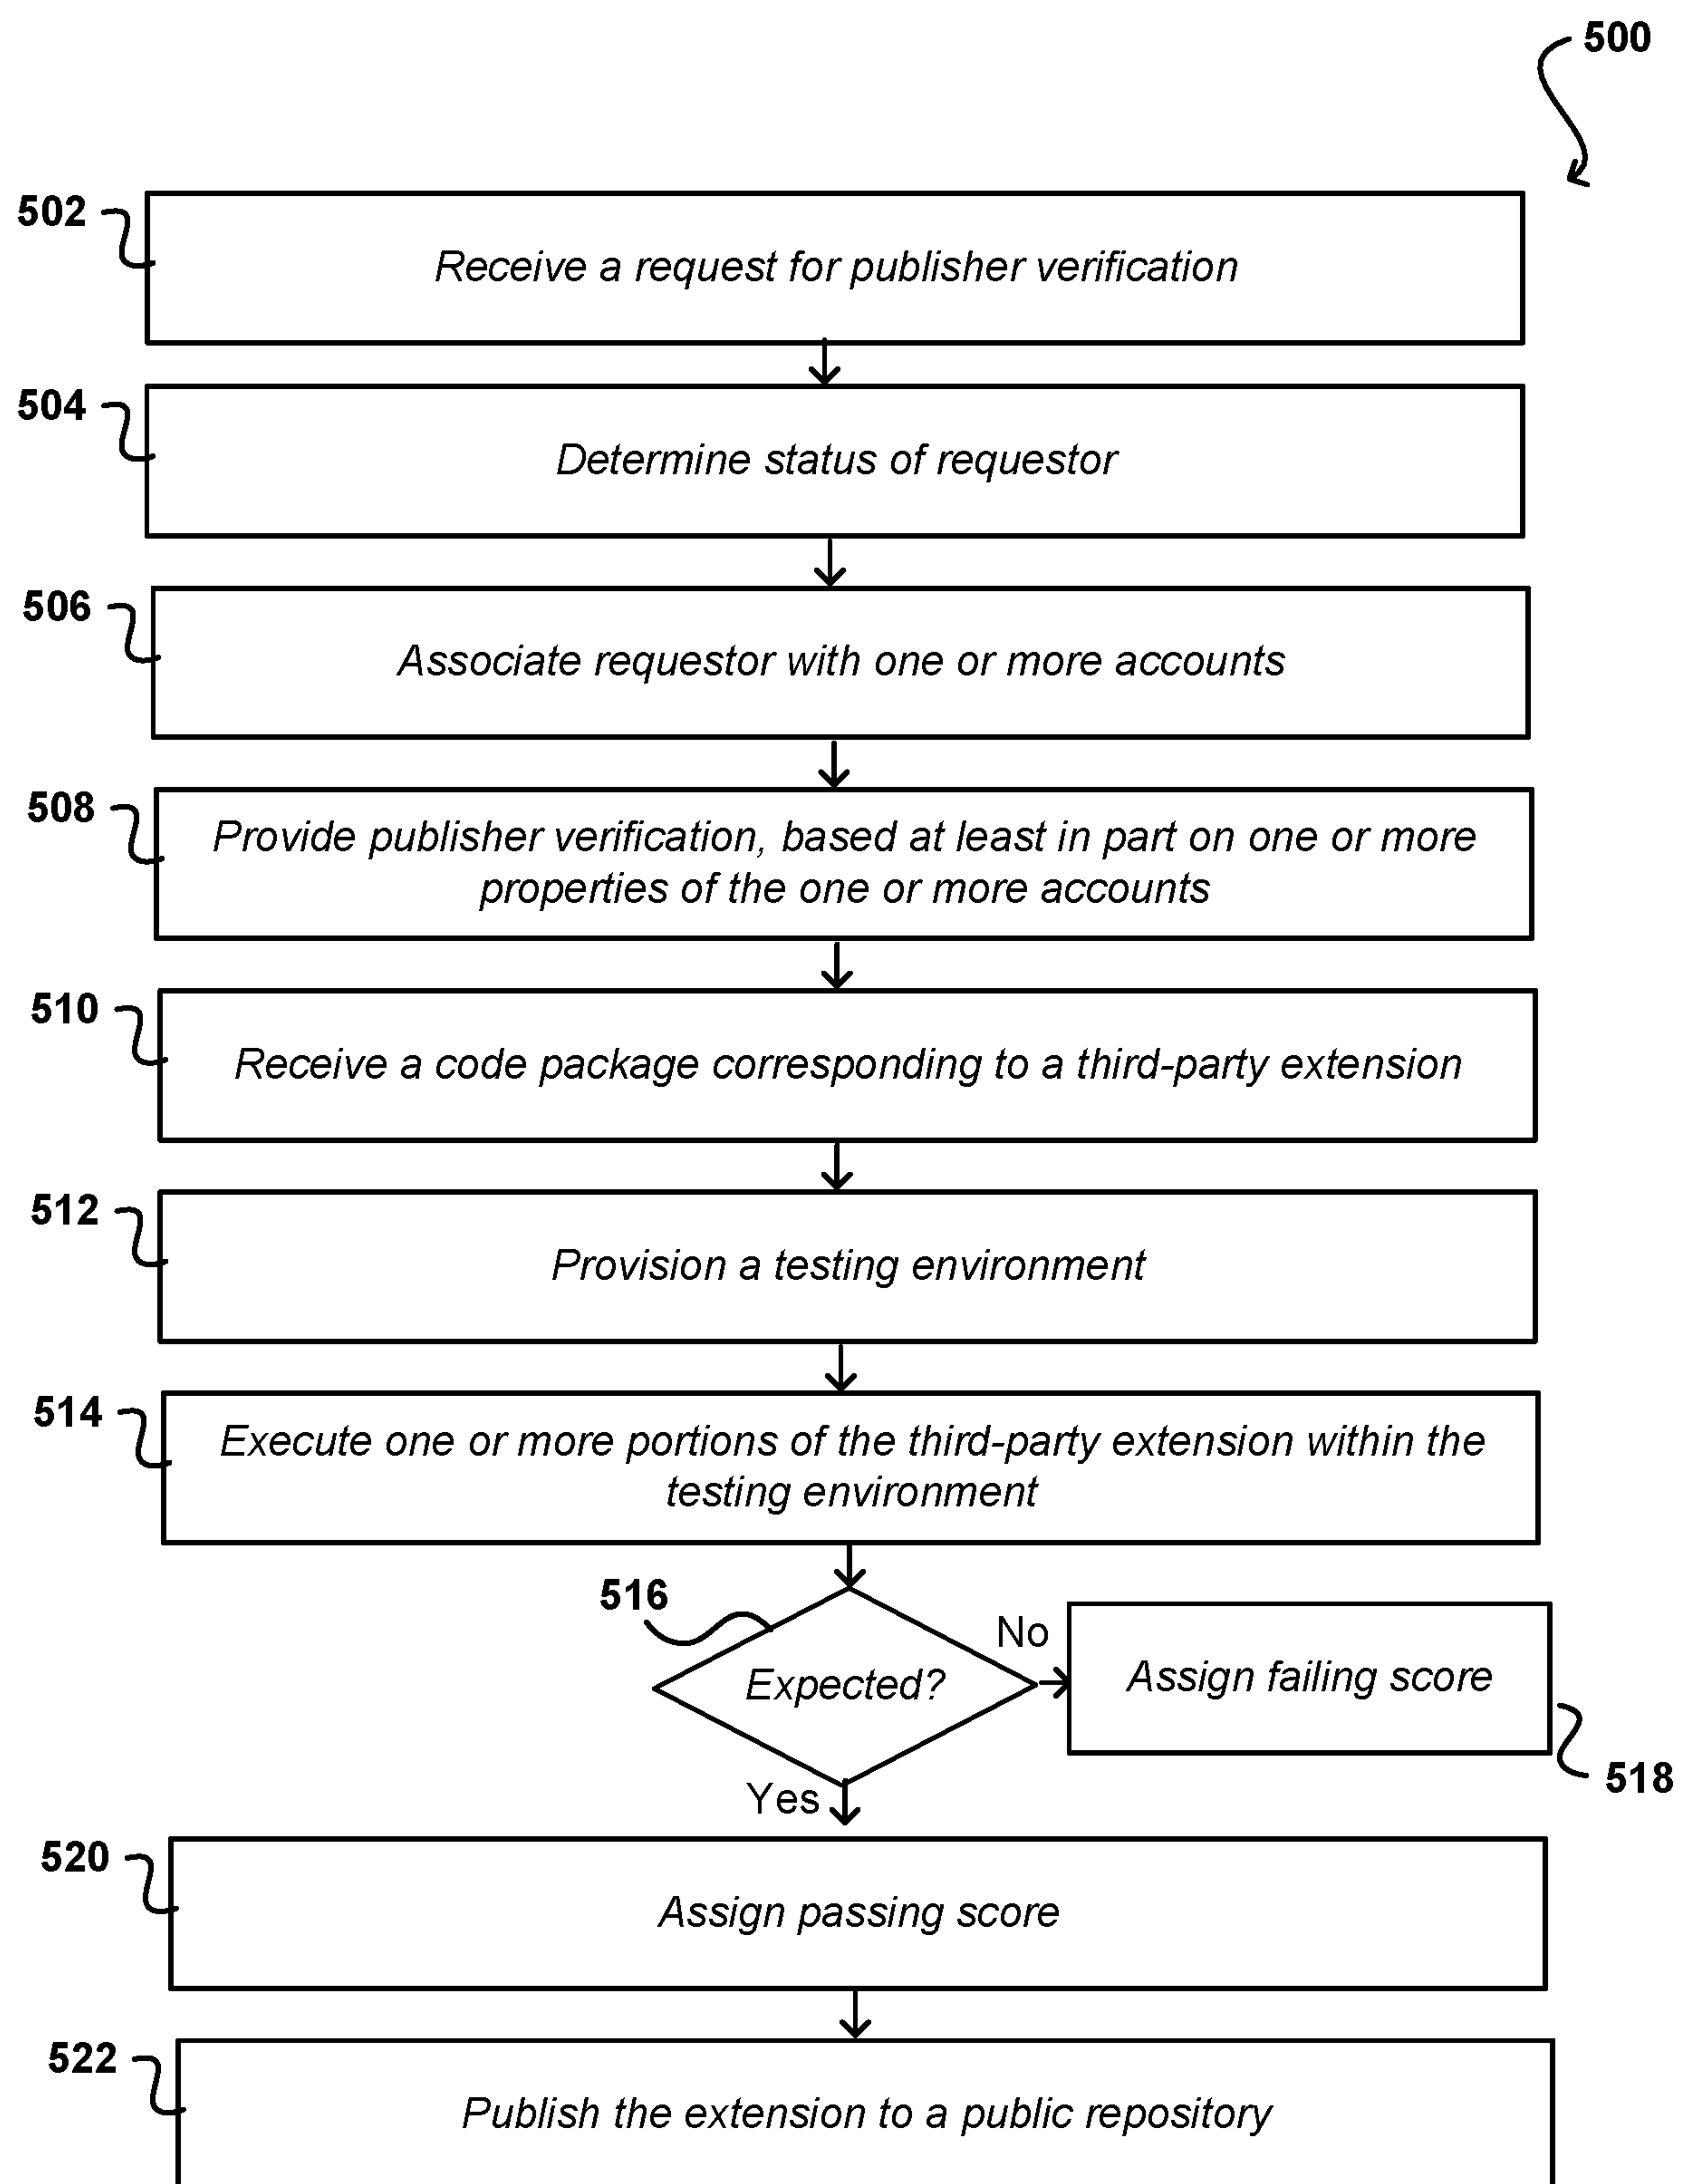 500
502
Receive a request for publisher verification
504
Determine status of requestor
506
Associate requestor with one or more accounts
508
Provide publisher verification, based at least in part on one or more
properties of the one or more accounts
510
Receive a code package corresponding to a third-party extension
512
Provision a testing environment
514
Execute one or more portions of the third-party extension within the
testing environment
516
Expected?
No
Assign failing score
518
Yes
520
Assign passing score
522
Publish the extension to a public repository